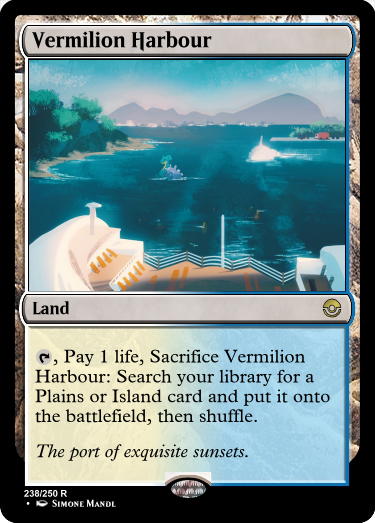 Vermilion Harbour
Land
, Pay 1 life, Sacrifice Vermilion
Harbour: Search your library for a
Plains or Island card and put it onto
the battlefield, then shuffle.
The port of exquisite sunsets.
238/250 R
• Simone Mandl